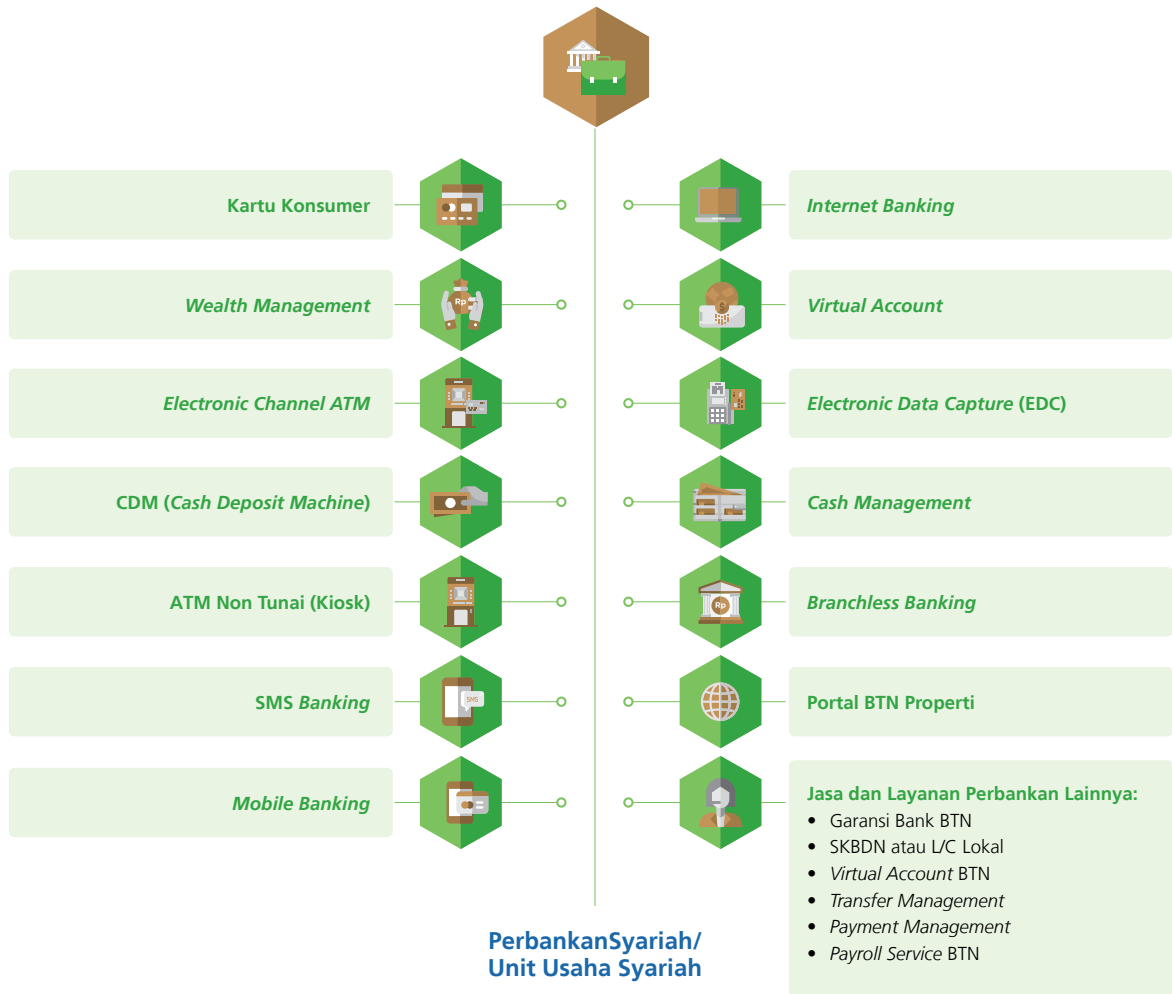 Kartu Konsumer
Wealth Management
Rp
Electronic Channel ATM
CDM (Cash Deposit Machine)
ATM Non Tunai (Kiosk)
SMS Banking
SMS
Mobile Banking
Internet Banking
Virtual Account
$
Electronic Data Capture (EDC)
Cash Management
Branchless Banking
Rp
Portal BTN Properti
Jasa dan Layanan Perbankan Lainnya:
• Garansi Bank BTN
• SKBDN atau L/C Lokal
• Virtual Account BTN
• Transfer Management
• Payment Management
• Payroll Service BTN
PerbankanSyariah/
Unit Usaha Syariah